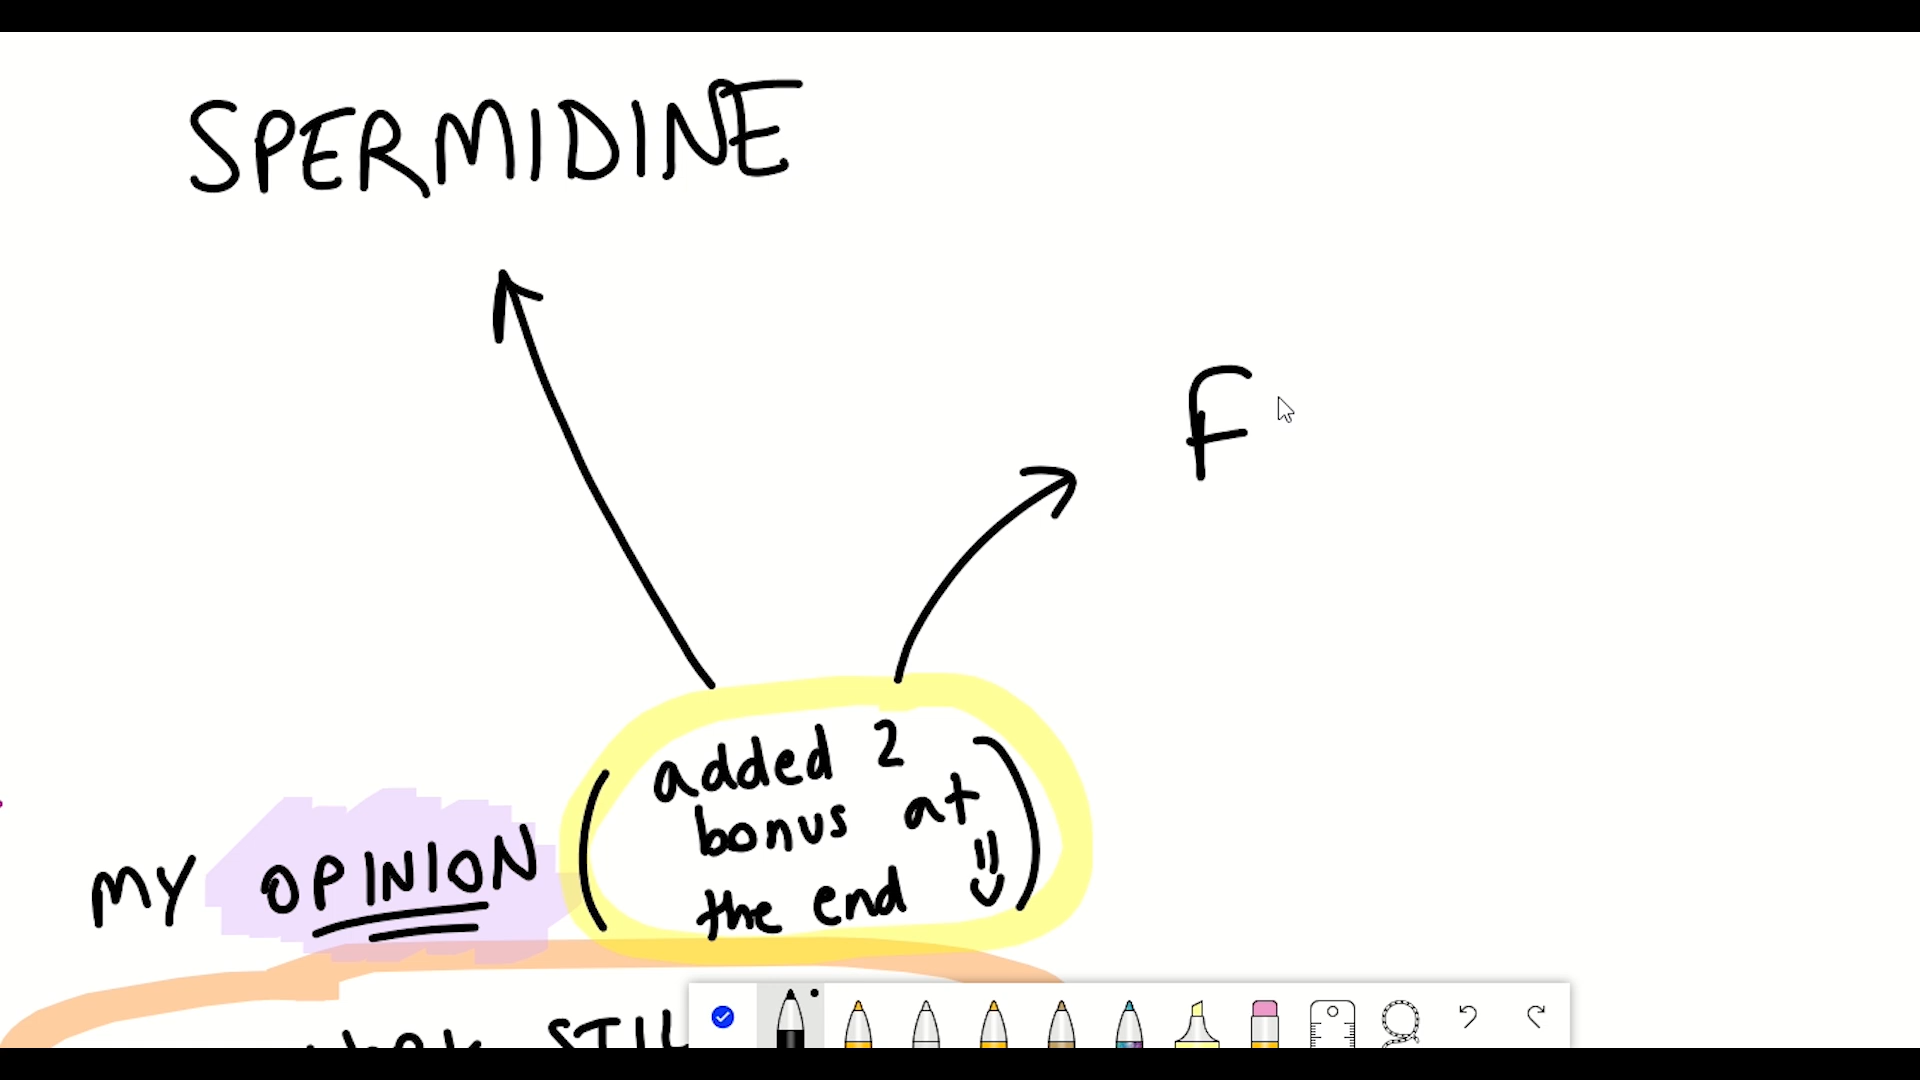 SPERMIDINE
F
MY OPINION
(added 2
bonus at
the end)